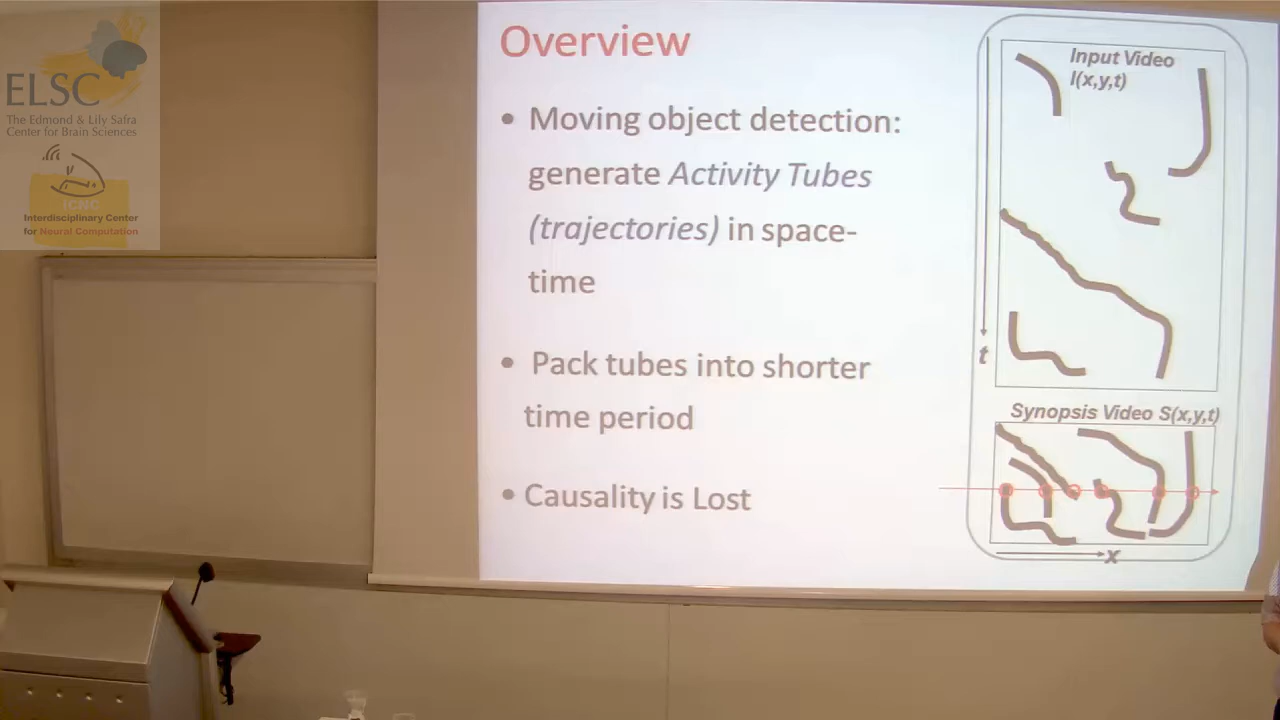 ELSC
The Edmond & Lily Safra
Center for Brain Sciences
ICNC
Interdisciplinary Center
for Neural Computation
Overview
• Moving object detection:
generate Activity Tubes
(trajectories) in space-
time
• Pack tubes into shorter
time period
• Causality is Lost
Input Video
I(x,y,t)
t
Synopsis Video S(x,y,t)
x